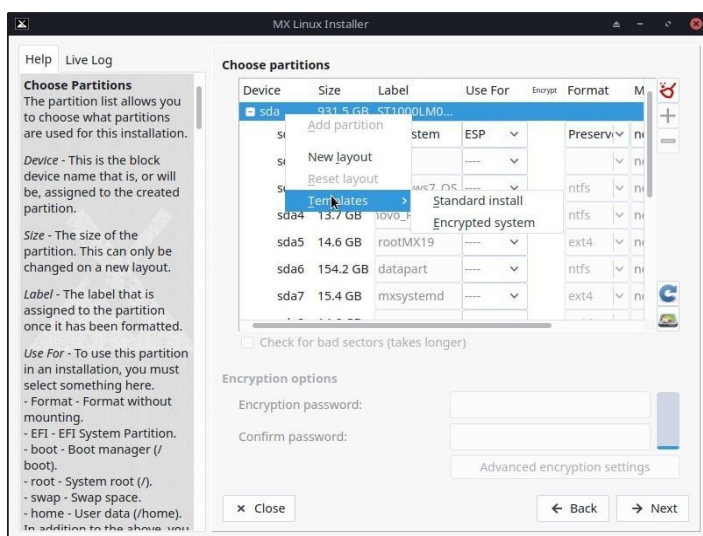 MX Linux Installer
Help Live Log
Choose Partitions
The partition list allows you
to choose what partitions
are used for this installation.
Device - This is the block
device name that is, or will
be, assigned to the created
partition.
Size - The size of the
partition. This can only be
changed on a new layout.
Label - The label that is
assigned to the partition
once it has been formatted.
Use For - To use this partition
in an installation, you must
select something here.
- Format - Format without
mounting.
- EFI - EFI System Partition.
- boot - Boot manager (/
boot).
- root - System root (/).
- swap - Swap space.
- home - User data (/home).
In addition to the above, you
Choose partitions
Device Size Label Use For Encrypt Format M
sda 931.5 GB ST1000LM0...
Add partition
stem ESP Preserv
New layout
Reset layout
ws7_OS ---- ntfs
Templates
Standard install
Encrypted system
sda4 13.7 GB ntfs
sda5 14.6 GB rootMX19 ---- ext4
sda6 154.2 GB datapart ---- ntfs
sda7 15.4 GB mxsystemd ---- ext4
Check for bad sectors (takes longer)
Encryption options
Encryption password:
Confirm password:
Advanced encryption settings
Close
Back
Next